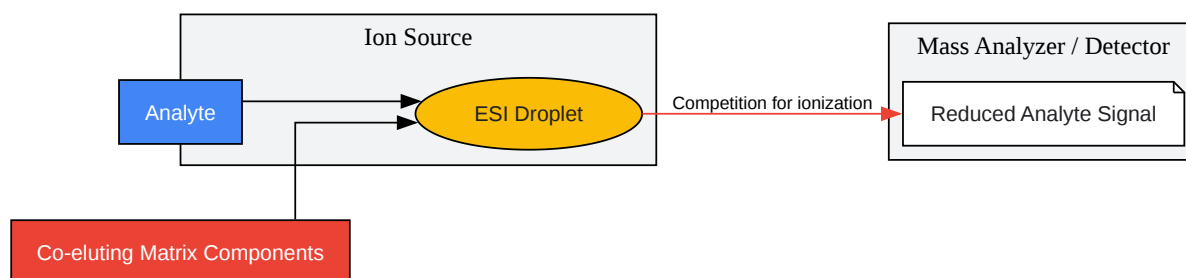 Ion Source
Mass Analyzer / Detector
Analyte
ESI Droplet
Competition for ionization
Reduced Analyte Signal
Co-eluting Matrix Components